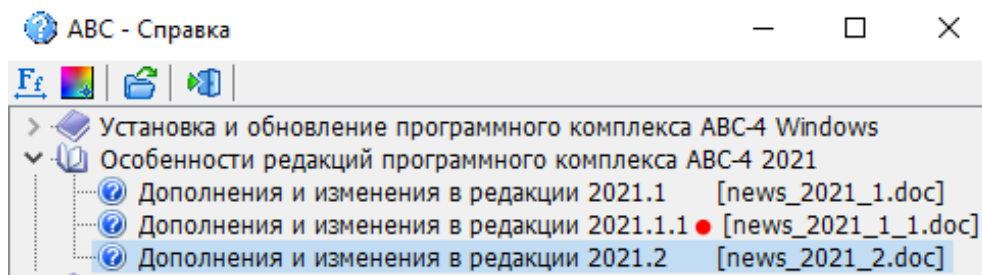 АВС - Справка
Ff
Установка и обновление программного комплекса АВС-4 Windows
Особенности редакций программного комплекса АВС-4 2021
Дополнения и изменения в редакции 2021.1 [news_2021_1.doc]
Дополнения и изменения в редакции 2021.1.1 [news_2021_1_1.doc]
Дополнения и изменения в редакции 2021.2 [news_2021_2.doc]